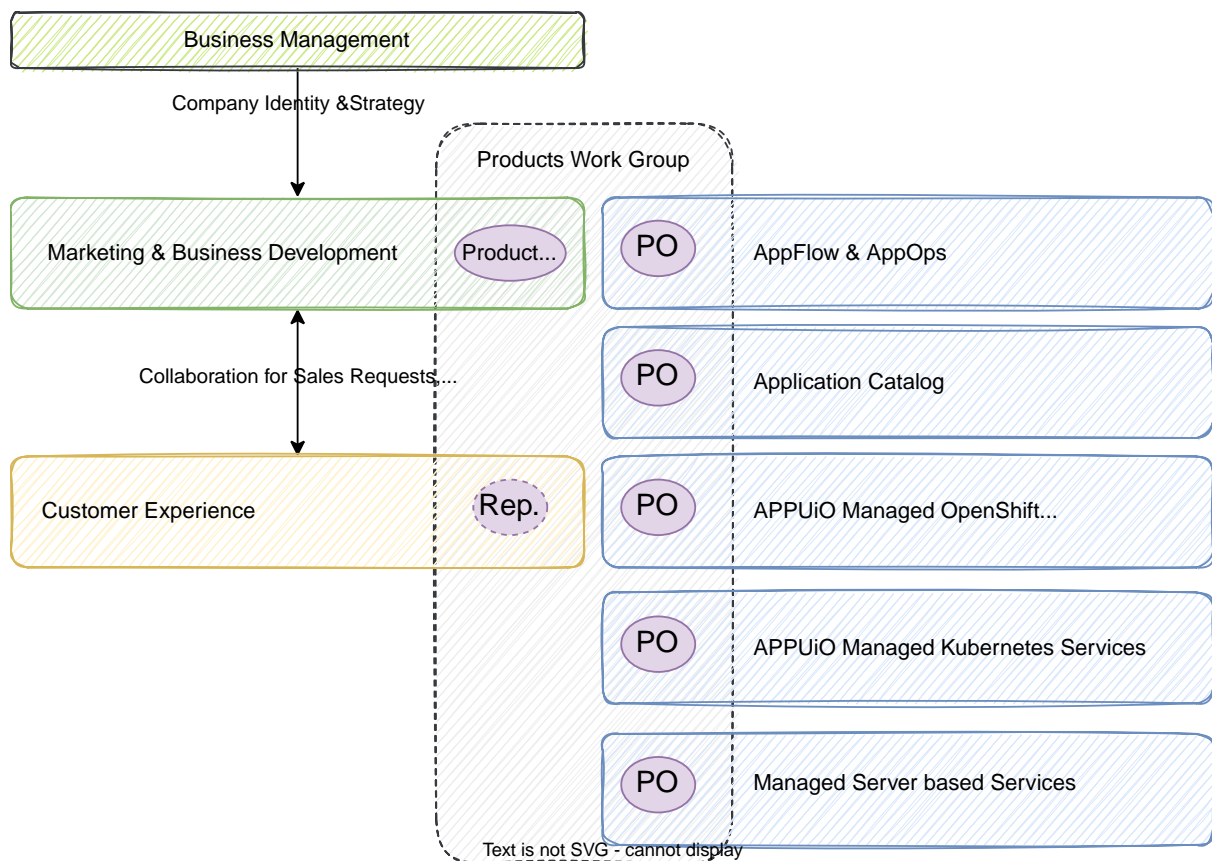 Business Management
Company Identity &Strategy
Products Work Group
Marketing & Business Development
Product...
PO
AppFlow & AppOps
Collaboration for Sales Requests,...
PO
Application Catalog
Customer Experience
Rep.
PO
APPUiO Managed OpenShift...
PO
APPUiO Managed Kubernetes Services
PO
Managed Server based Services
Text is not SVG - cannot display